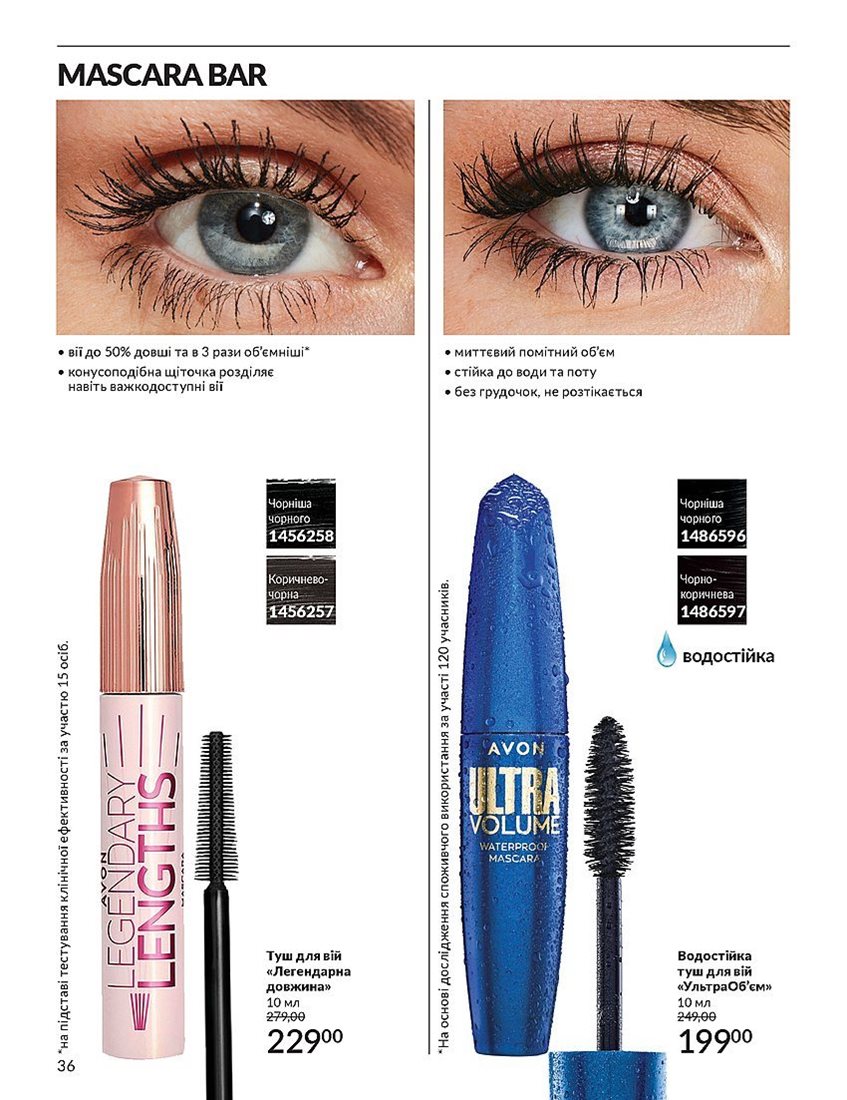 MASCARA BAR
• вії до 50% довші та в 3 рази об’ємніші*
• конусоподібна щіточка розділяє
навіть важкодоступні вії
Чорніша
чорного
1456258
Коричнево-
чорна
1456257
*на підставі тестування клінічної ефективності за участю 15 осіб.
AVON
LEGENDARY
LENGTHS
MASCARA
Туш для вій
«Легендарна
довжина»
10 мл
279,00
229⁰⁰
• миттєвий помітний об’єм
• стійка до води та поту
• без грудочок, не розтікається
Чорніша
чорного
1486596
Чорно-
коричнева
1486597
водостійка
*На основі дослідження споживчого використання за участі 120 учасників.
AVON
ULTRA
VOLUME
WATERPROOF
MASCARA
Водостійка
туш для вій
«УльтраОб’єм»
10 мл
249,00
199⁰⁰
36